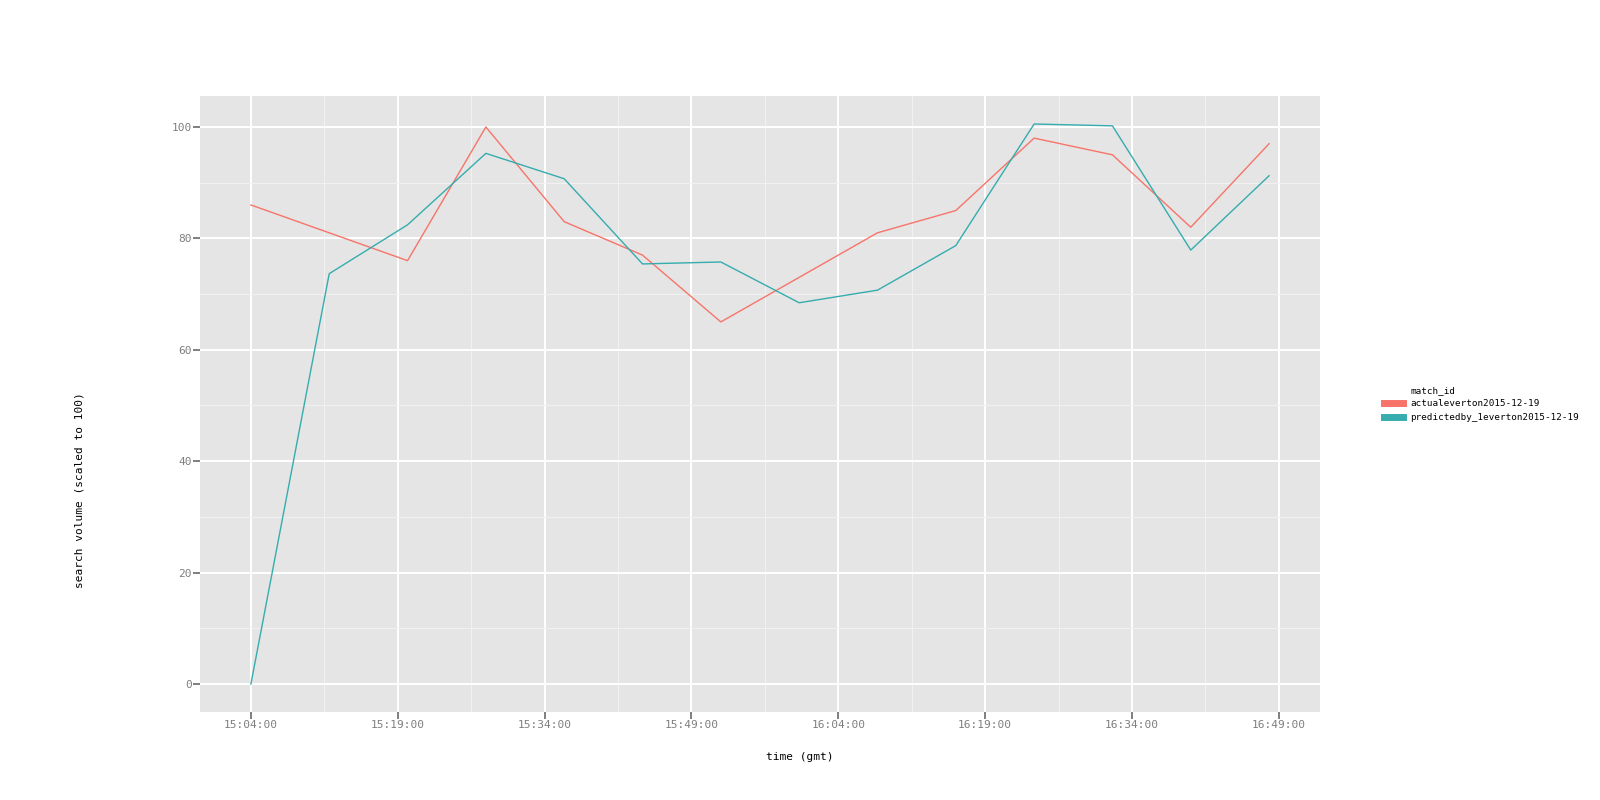 100
80
60
40
20
0
search volume (scaled to 100)
15:04:00 15:19:00 15:34:00 15:49:00 16:04:00 16:19:00 16:34:00 16:49:00
time (gmt)
match_id
actualeverton2015-12-19
predictedby_1everton2015-12-19